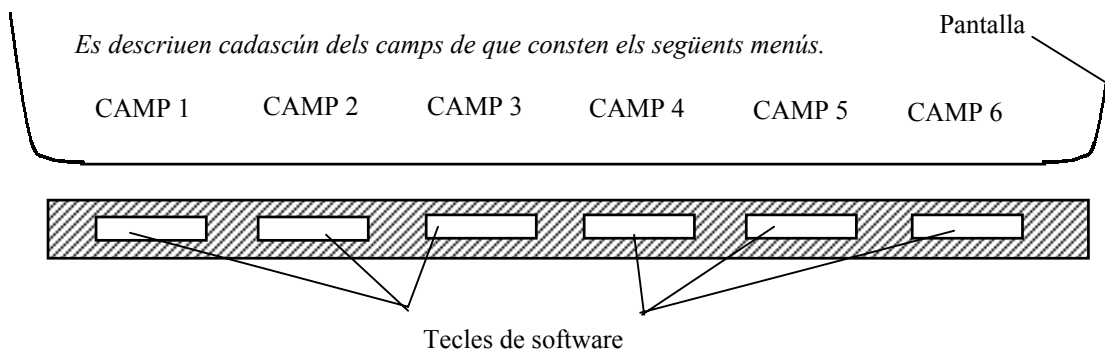 Pantalla
Es descriuen cadascún dels camps de que consten els següents menús.
CAMP 1 CAMP 2 CAMP 3 CAMP 4 CAMP 5 CAMP 6
Tecles de software